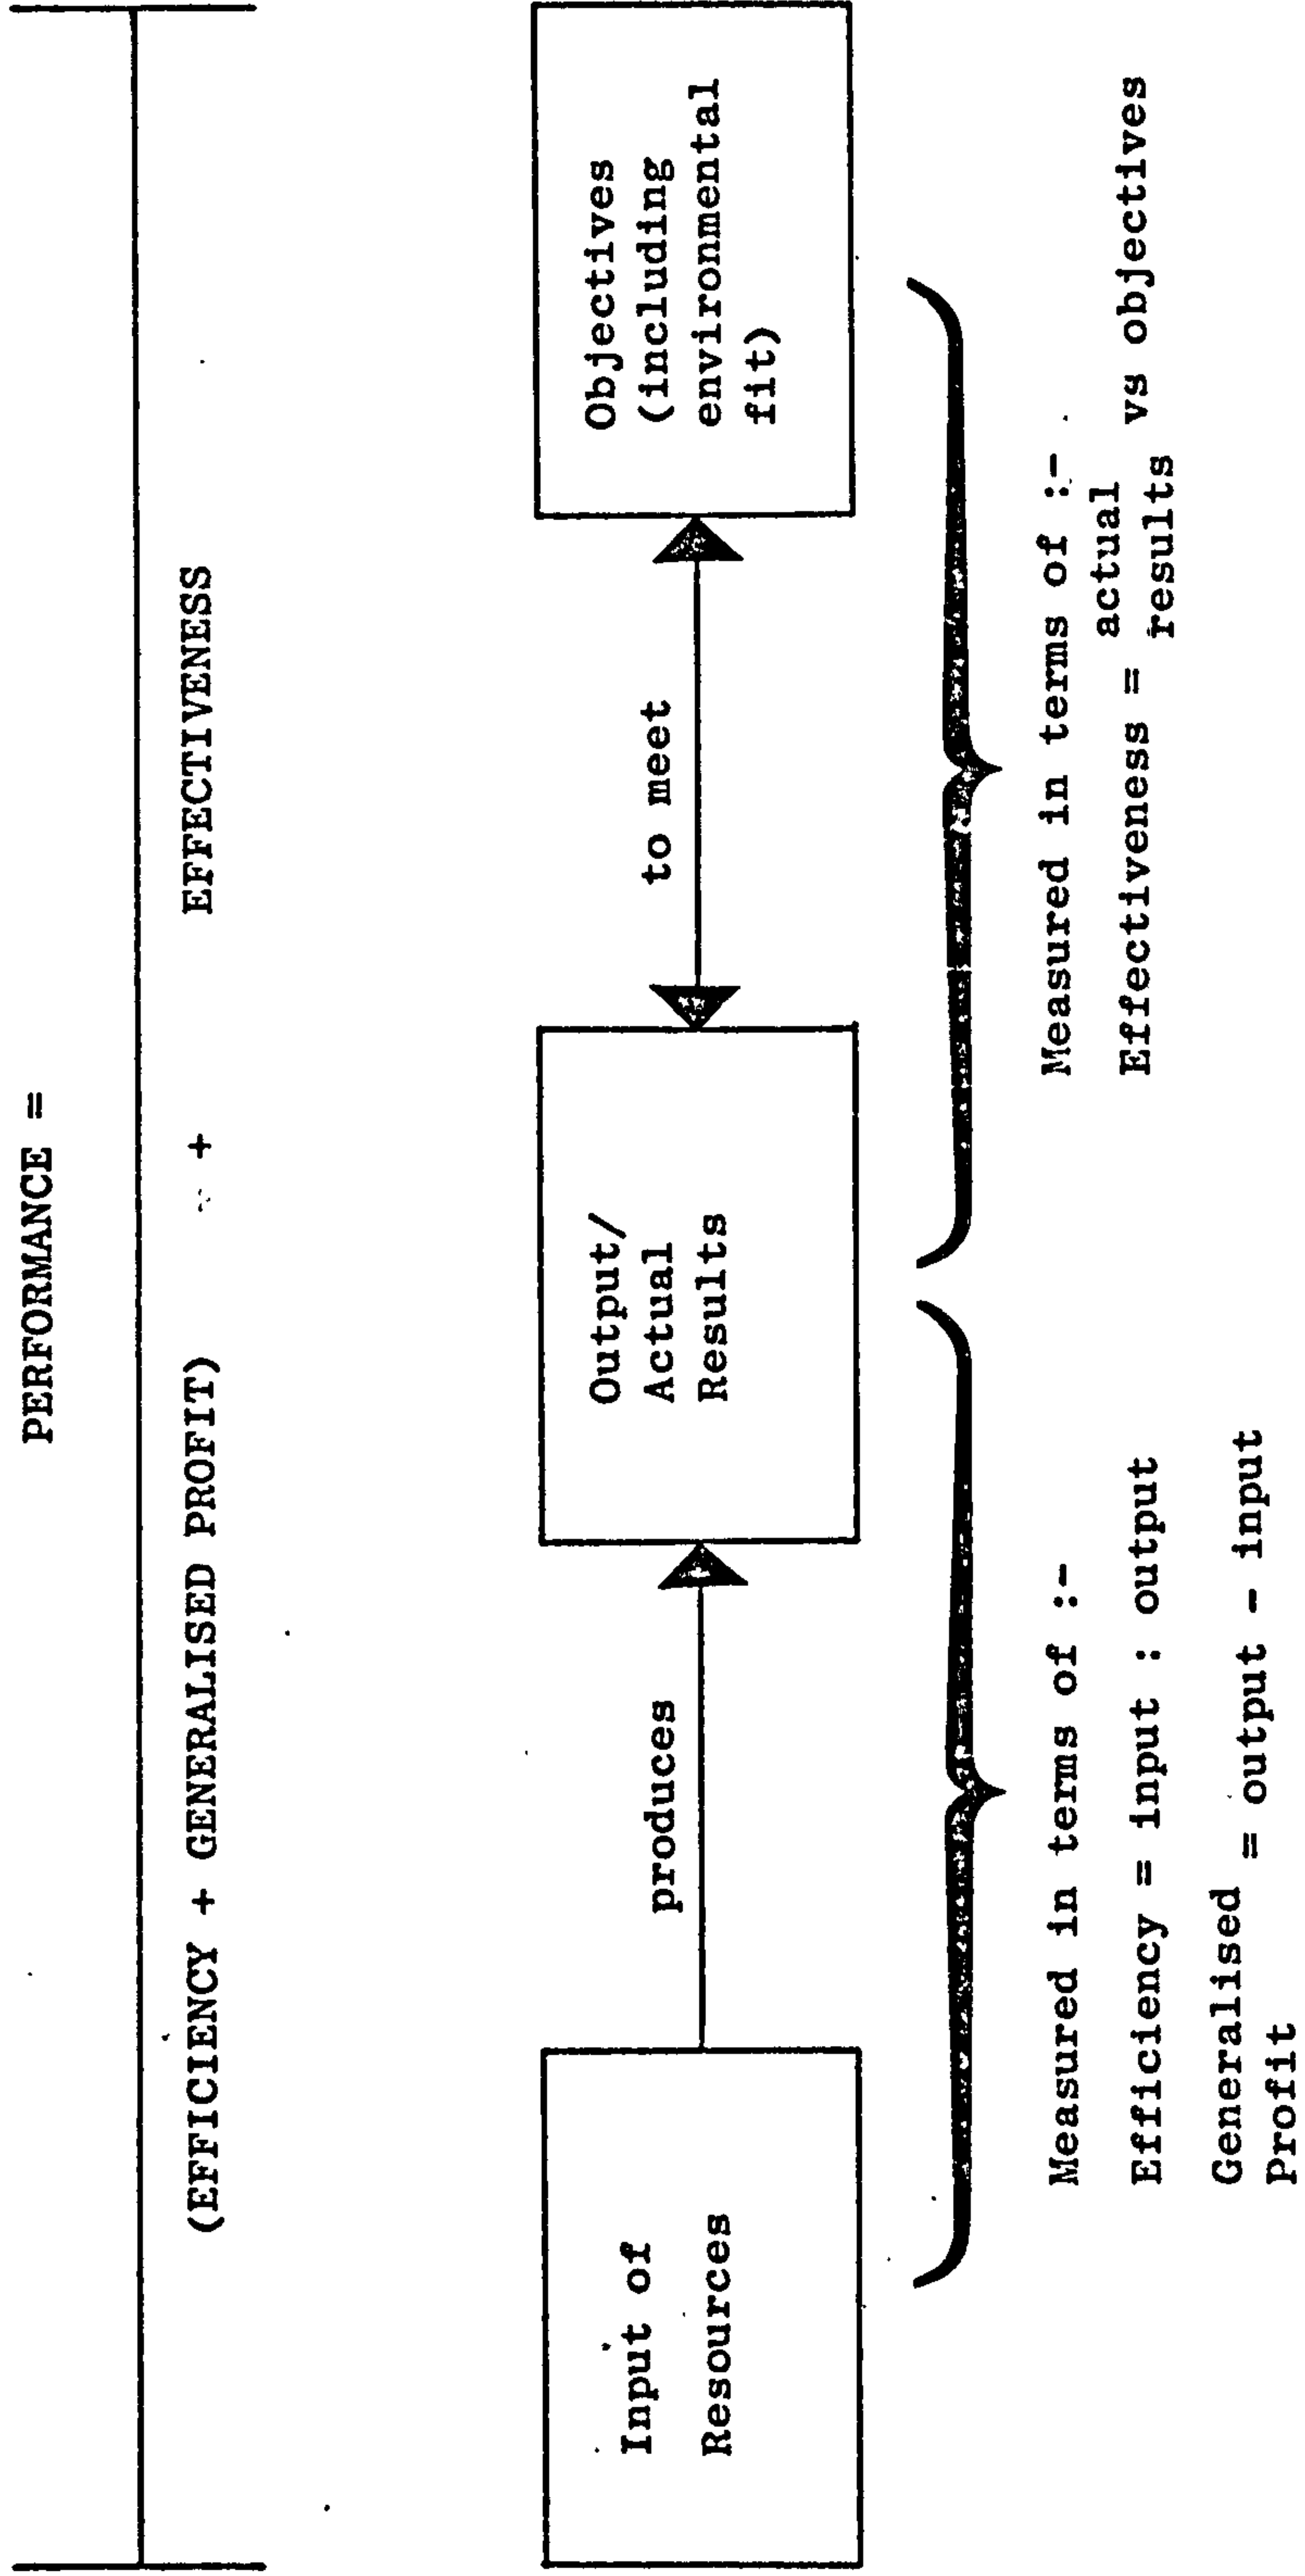 PERFORMANCE =
(EFFICIENCY + GENERALISED PROFIT) + EFFECTIVENESS
Input of
Resources
produces
Output/
Actual
Results
to meet
Objectives
(including
environmental
fit)
Measured in terms of :-
Efficiency = input : output
Generalised
Profit
= output - input
Measured in terms of :-
Effectiveness =
actual
results
vs objectives